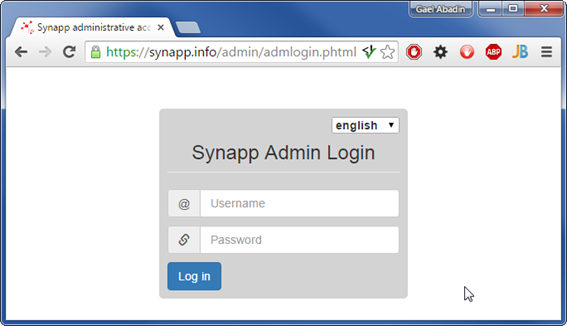 Gael Abadin
Synapp administrative acc
https://synapp.info/admin/admlogin.phtml
ABP
JB
english
Synapp Admin Login
@ Username
Password
Log in